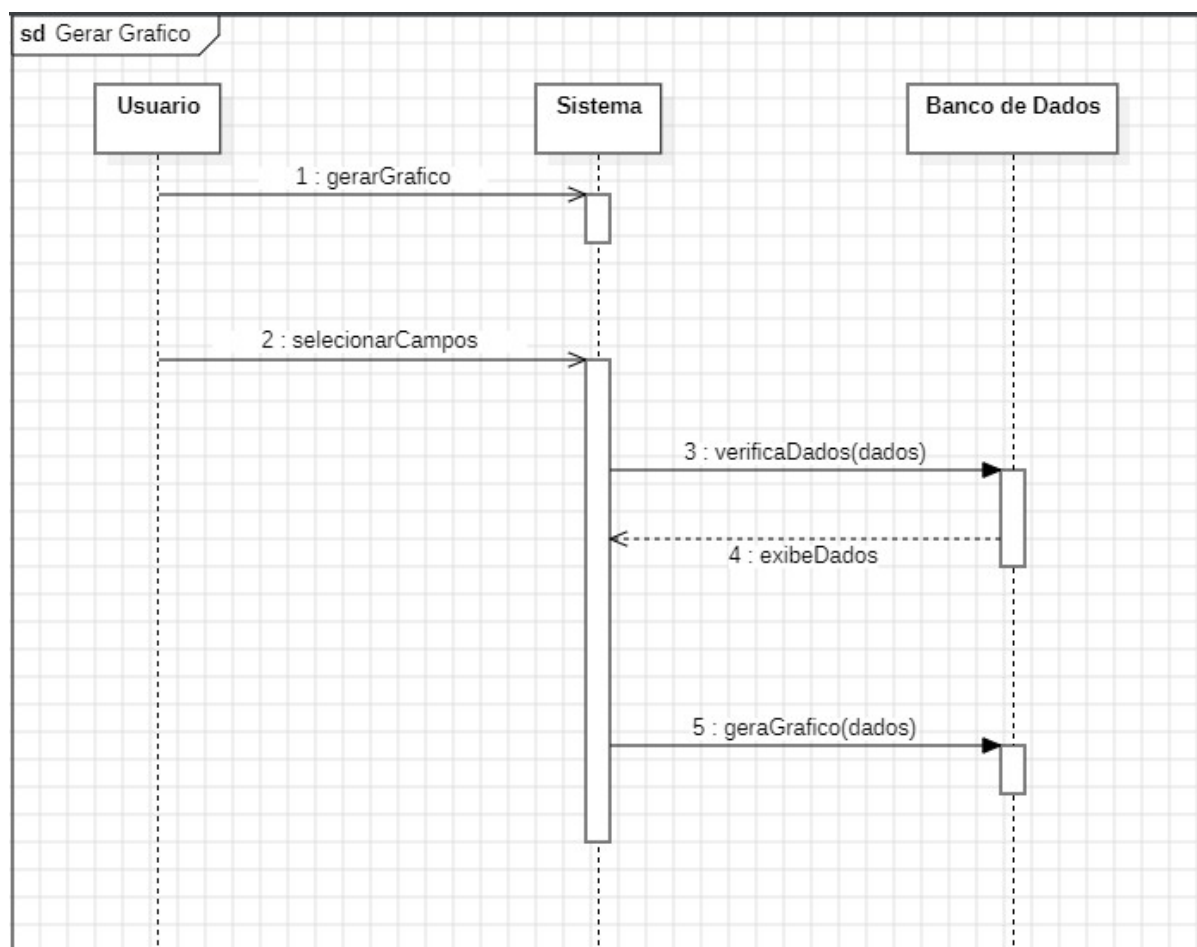 sd Gerar Grafico
Usuario
Sistema
Banco de Dados
1 : gerarGrafico
2 : selecionarCampos
3 : verificaDados(dados)
4 : exibeDados
5 : geraGrafico(dados)